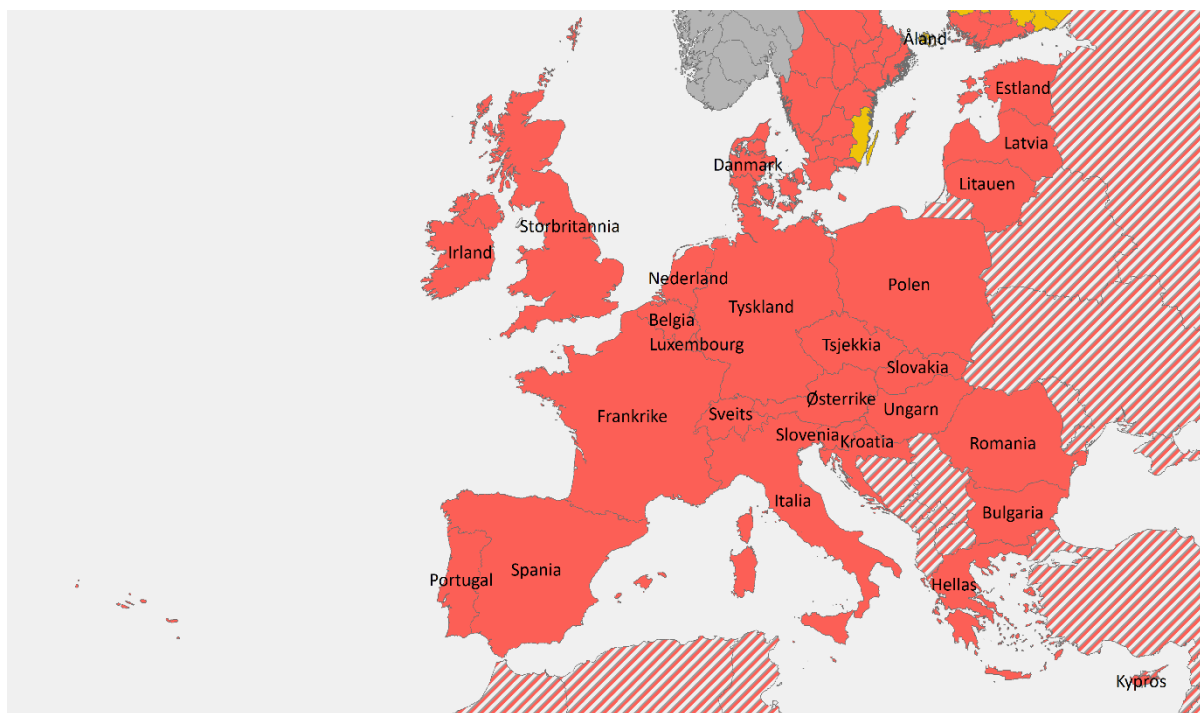 Åland
Estland
Latvia
Danmark
Litauen
Storbritannia
Irland
Nederland
Polen
Tyskland
Belgia
Luxembourg
Tsjekkia
Slovakia
Østerrike
Ungarn
Sveits
Frankrike
Slovenia
Kroatia
Romania
Italia
Bulgaria
Spania
Portugal
Hellas
Kypros